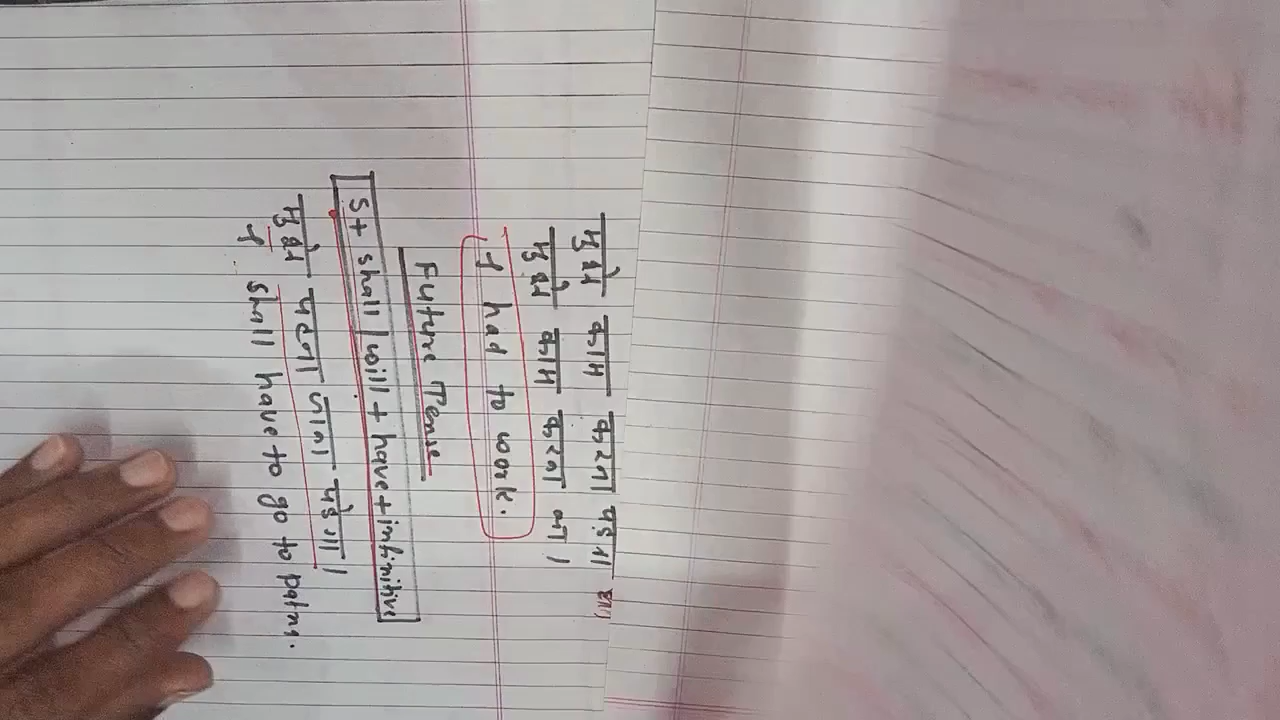 मुझे काम करना पड़ा
मुझे काम करना था।
I had to work.
Future Tense
S+ shall/will + have + infinitive
मुझे पटना जाना पड़ेगा।
I shall have to go to patna.